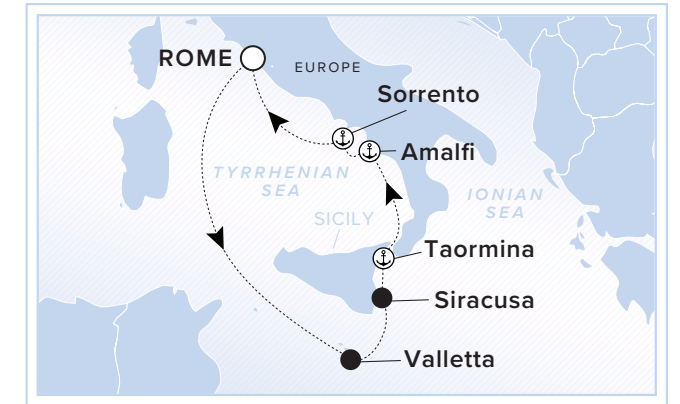 ROME
EUROPE
Sorrento
Amalfi
TYRRHENIAN
SEA
IONIAN
SEA
SICILY
Taormina
Siracusa
Valletta